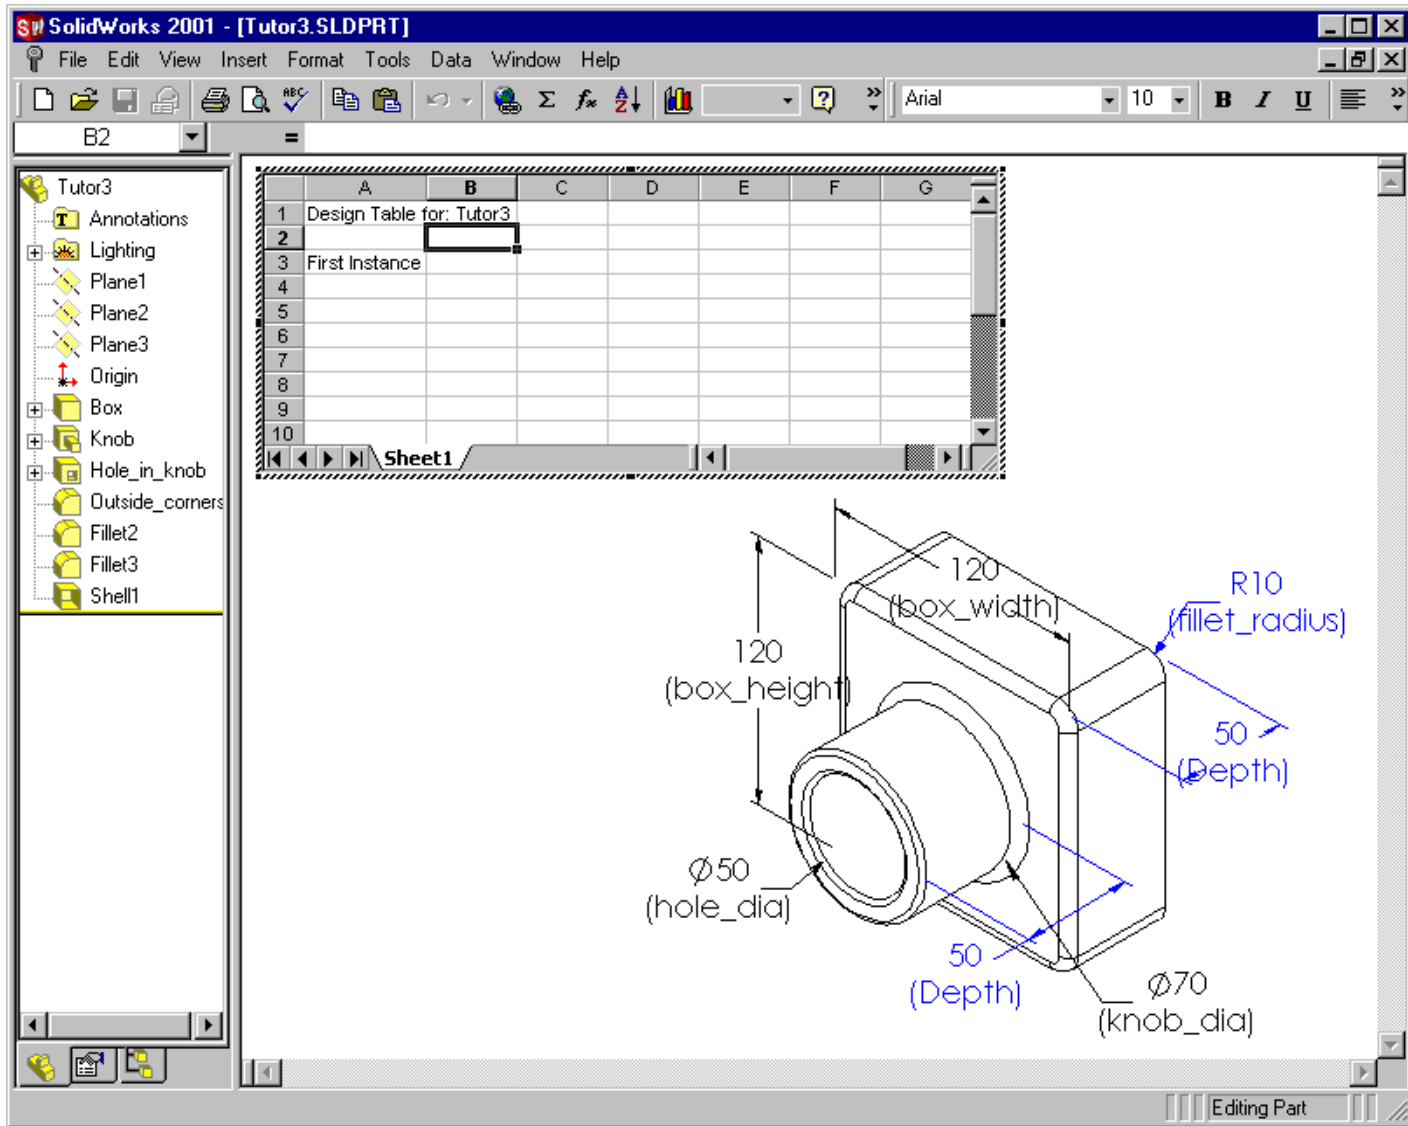 SolidWorks 2001 - [Tutor3.SLDPRT]
File Edit View Insert Format Tools Data Window Help
ABC Σ f* A Z ? » Arial 10 B I U »
B2 =
Tutor3
T Annotations
Lighting
Plane1
Plane2
Plane3
Origin
Box
Knob
Hole_in_knob
Outside_corners
Fillet2
Fillet3
Shell1
A B C D E F G
1 Design Table for: Tutor3
2
3 First Instance
4
5
6
7
8
9
10
Sheet1
120
(box_width)
R10
(fillet_radius)
120
(box_height)
50
(Depth)
Ø50
(hole_dia)
50
(Depth)
Ø70
(knob_dia)
Editing Part